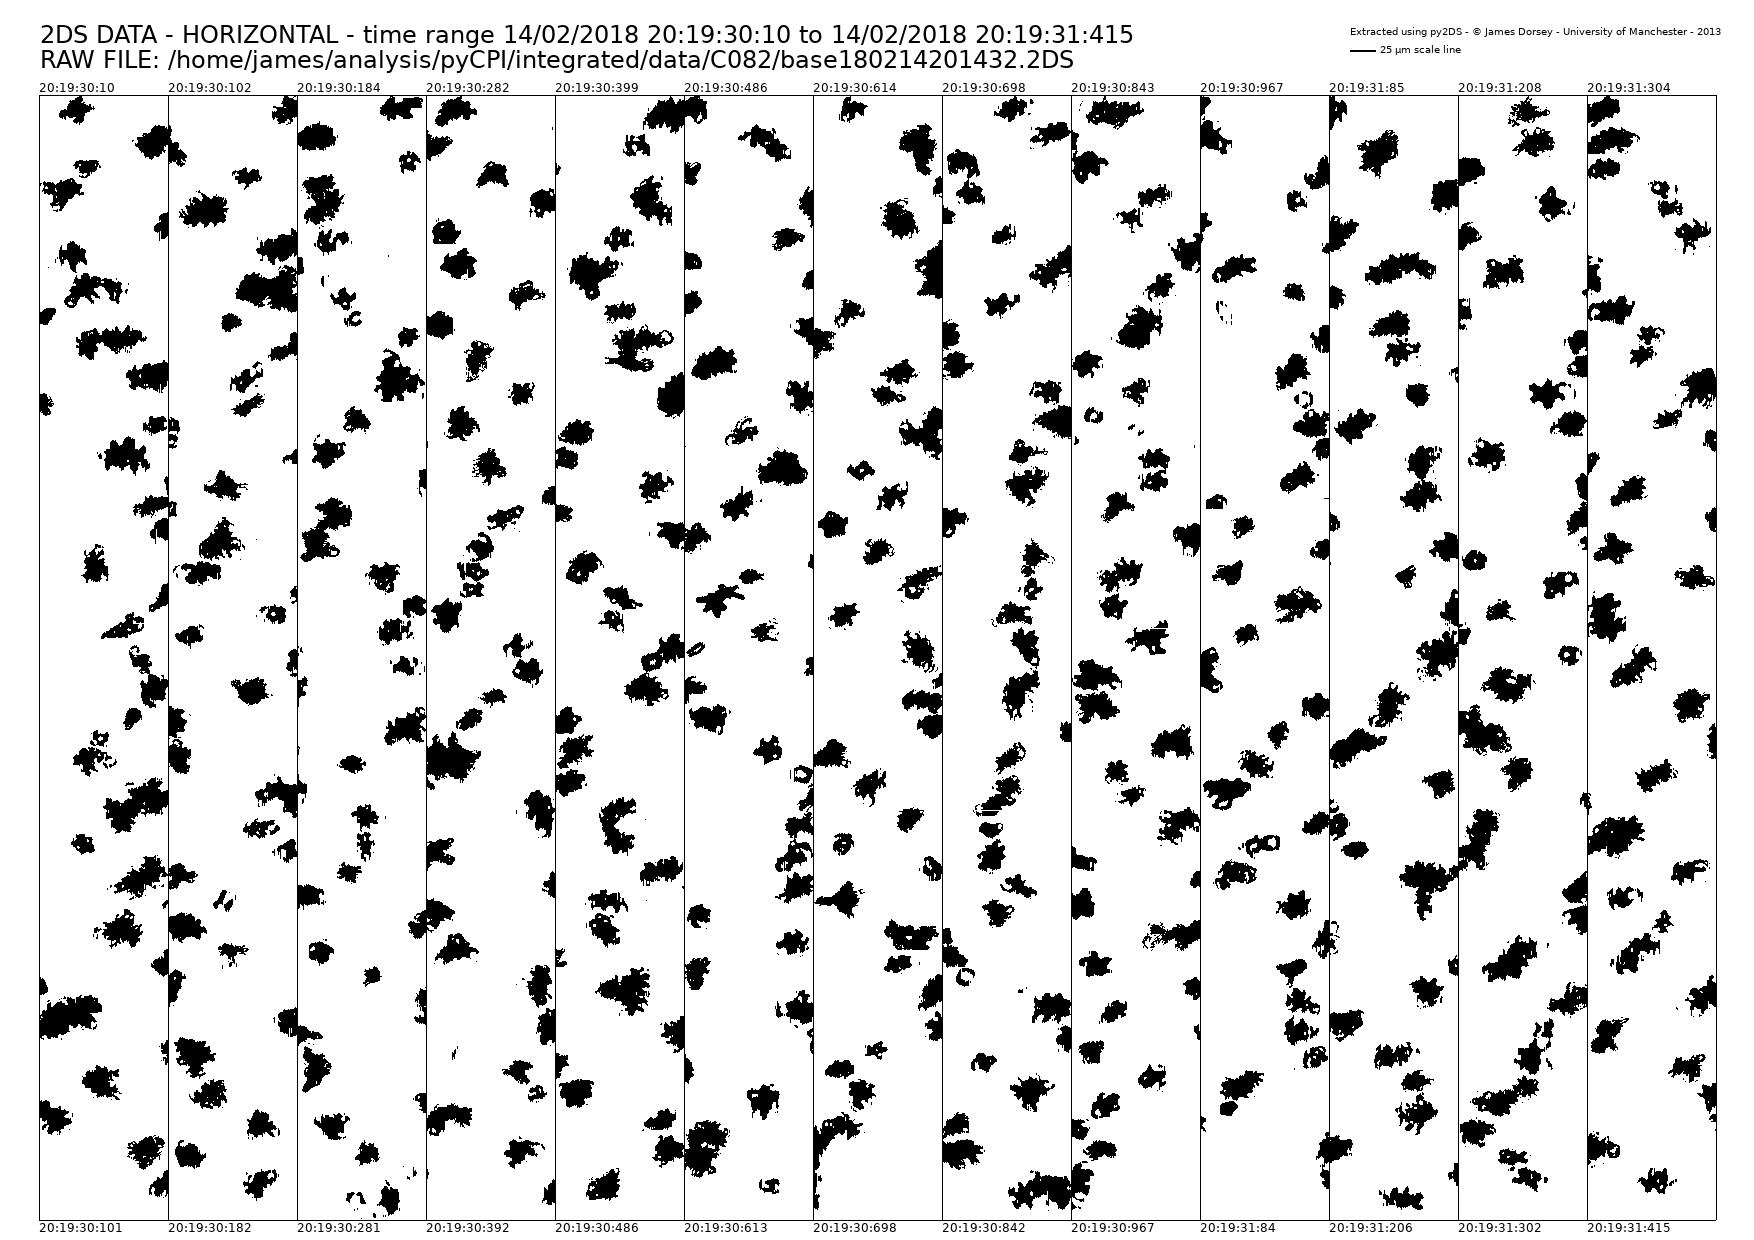 2DS DATA - HORIZONTAL - time range 14/02/2018 20:19:30:10 to 14/02/2018 20:19:31:415
RAW FILE: /home/james/analysis/pyCPI/integrated/data/C082/base180214201432.2DS
Extracted using py2DS - © James Dorsey - University of Manchester - 2013
25 µm scale line
20:19:30:10 20:19:30:102 20:19:30:184 20:19:30:282 20:19:30:399 20:19:30:486 20:19:30:614 20:19:30:698 20:19:30:843 20:19:30:967 20:19:31:85 20:19:31:208 20:19:31:304
20:19:30:101 20:19:30:182 20:19:30:281 20:19:30:392 20:19:30:486 20:19:30:613 20:19:30:698 20:19:30:842 20:19:30:967 20:19:31:84 20:19:31:206 20:19:31:302 20:19:31:415